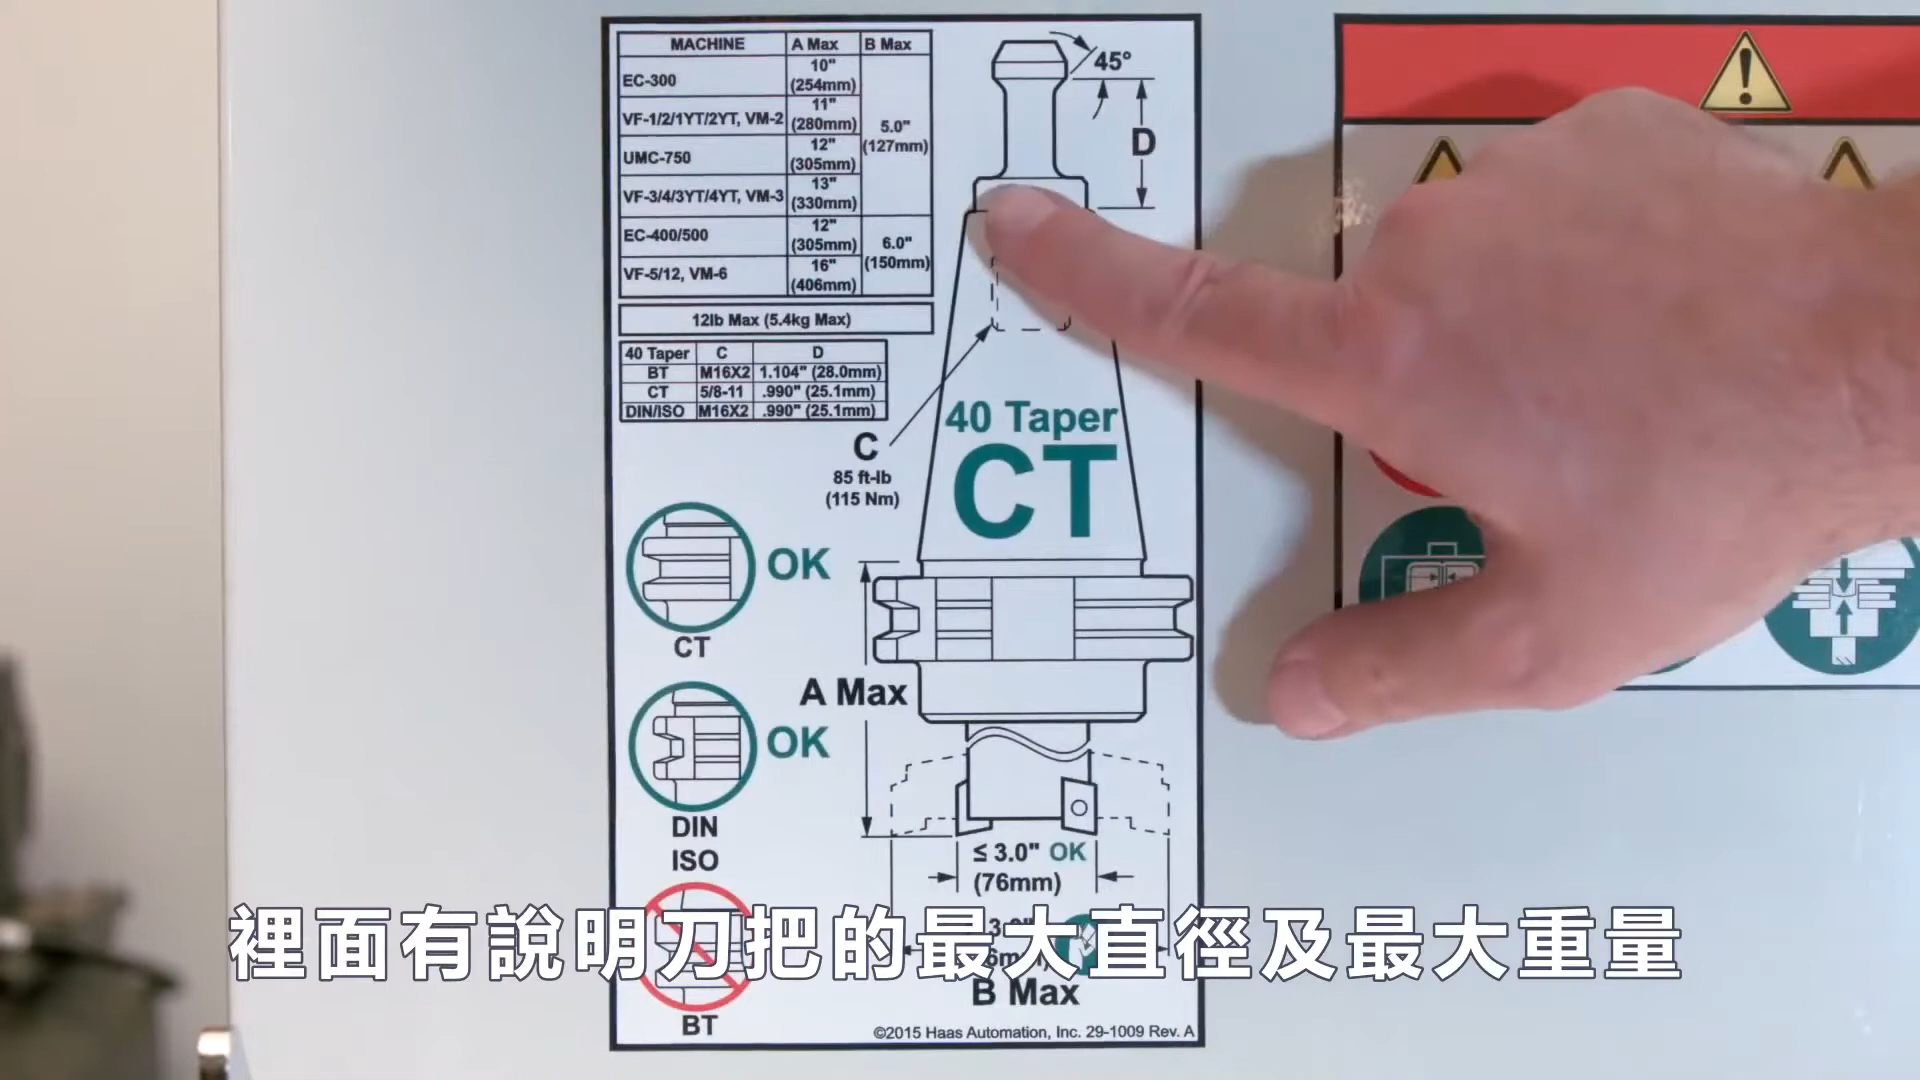 MACHINE A Max B Max
EC-300 10" (254mm)
VF-1/2/1YT/2YT, VM-2 11" (280mm)
5.0" (127mm)
UMC-750 12" (305mm)
VF-3/4/3YT/4YT, VM-3 13" (330mm)
EC-400/500 12" (305mm)
6.0" (150mm)
VF-5/12, VM-6 16" (406mm)
12lb Max (5.4kg Max)
40 Taper C D
BT M16X2 1.104" (28.0mm)
CT 5/8-11 .990" (25.1mm)
DIN/ISO M16X2 .990" (25.1mm)
45°
D
C
85 ft-lb
(115 Nm)
40 Taper
CT
OK
CT
A Max
OK
DIN
ISO
≤ 3.0" OK
(76mm)
BT
B Max
©2015 Haas Automation, Inc. 29-1009 Rev. A
裡面有說明刀把的最大直徑及最大重量